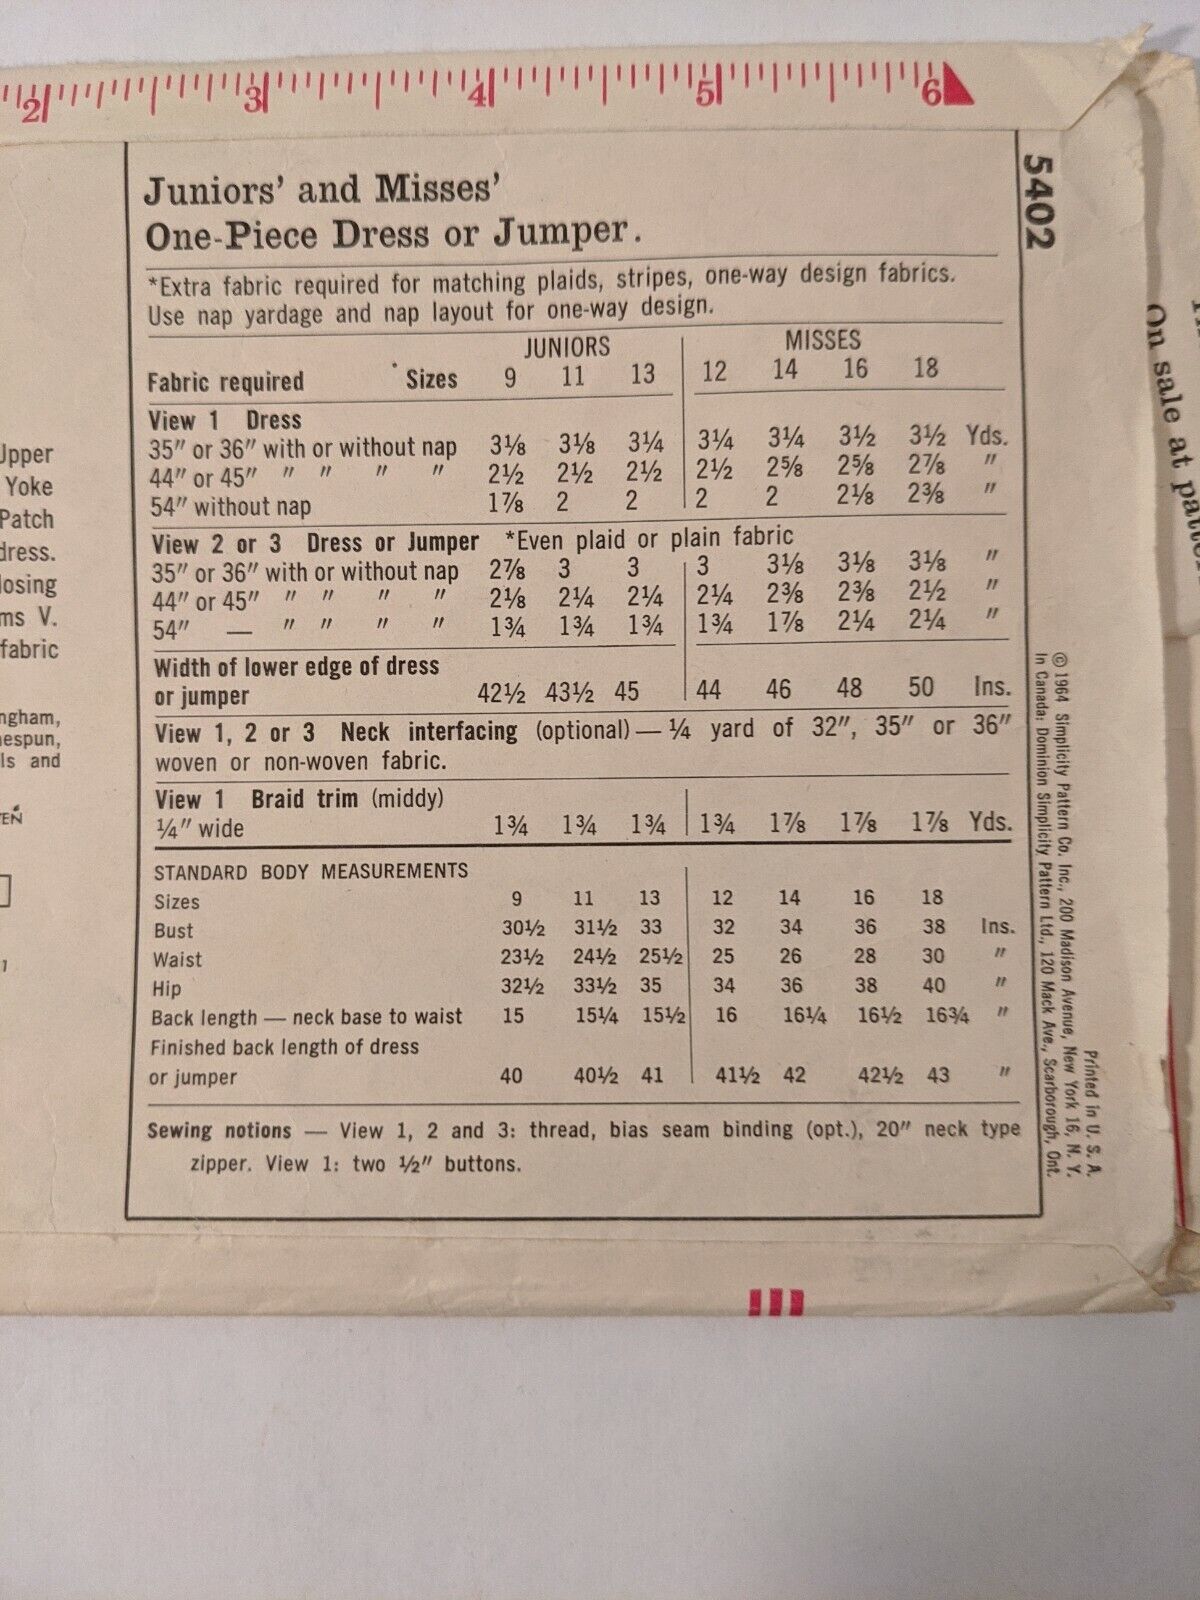 2 3 4 5 6
5402
Juniors' and Misses'
One-Piece Dress or Jumper.
*Extra fabric required for matching plaids, stripes, one-way design fabrics.
Use nap yardage and nap layout for one-way design.
JUNIORS MISSES
Fabric required Sizes 9 11 13 12 14 16 18
View 1 Dress
35" or 36" with or without nap 3⅛ 3⅛ 3¼ 3¼ 3¼ 3½ 3½ Yds.
44" or 45" " " " " 2½ 2½ 2½ 2½ 2⅝ 2⅝ 2⅞ "
54" without nap 1⅞ 2 2 2 2 2⅛ 2⅜ "
View 2 or 3 Dress or Jumper *Even plaid or plain fabric
35" or 36" with or without nap 2⅞ 3 3 3 3⅛ 3⅛ 3⅛ "
44" or 45" " " " " 2⅛ 2¼ 2¼ 2¼ 2⅜ 2⅜ 2½ "
54" — " " " " 1¾ 1¾ 1¾ 1¾ 1⅞ 2¼ 2¼ "
Width of lower edge of dress
or jumper 42½ 43½ 45 44 46 48 50 Ins.
View 1, 2 or 3 Neck interfacing (optional) — ¼ yard of 32", 35" or 36"
woven or non-woven fabric.
View 1 Braid trim (middy)
¼" wide 1¾ 1¾ 1¾ 1¾ 1⅞ 1⅞ 1⅞ Yds.
STANDARD BODY MEASUREMENTS
Sizes 9 11 13 12 14 16 18
Bust 30½ 31½ 33 32 34 36 38 Ins.
Waist 23½ 24½ 25½ 25 26 28 30 "
Hip 32½ 33½ 35 34 36 38 40 "
Back length — neck base to waist 15 15¼ 15½ 16 16¼ 16½ 16¾ "
Finished back length of dress
or jumper 40 40½ 41 41½ 42 42½ 43 "
Sewing notions — View 1, 2 and 3: thread, bias seam binding (opt.), 20" neck type
zipper. View 1: two ½" buttons.
Upper
Yoke
Patch
dress.
losing
ms V.
fabric
ngham,
espun,
ls and
EN
© 1964 Simplicity Pattern Co. Inc., 200 Madison Avenue, New York 16, N. Y.
In Canada: Dominion Simplicity Pattern Ltd., 120 Mack Ave., Scarborough, Ont.
Printed in U. S. A.
On sale at